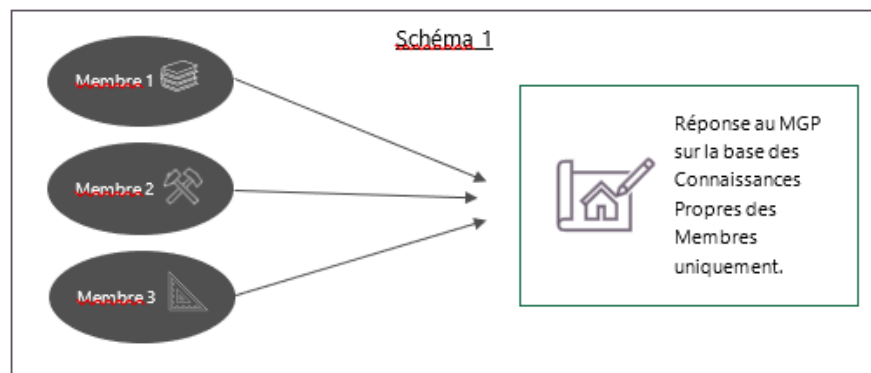 Schéma 1
Membre 1
Membre 2
Membre 3
Réponse au MGP
sur la base des
Connaissances
Propres des
Membres
uniquement.